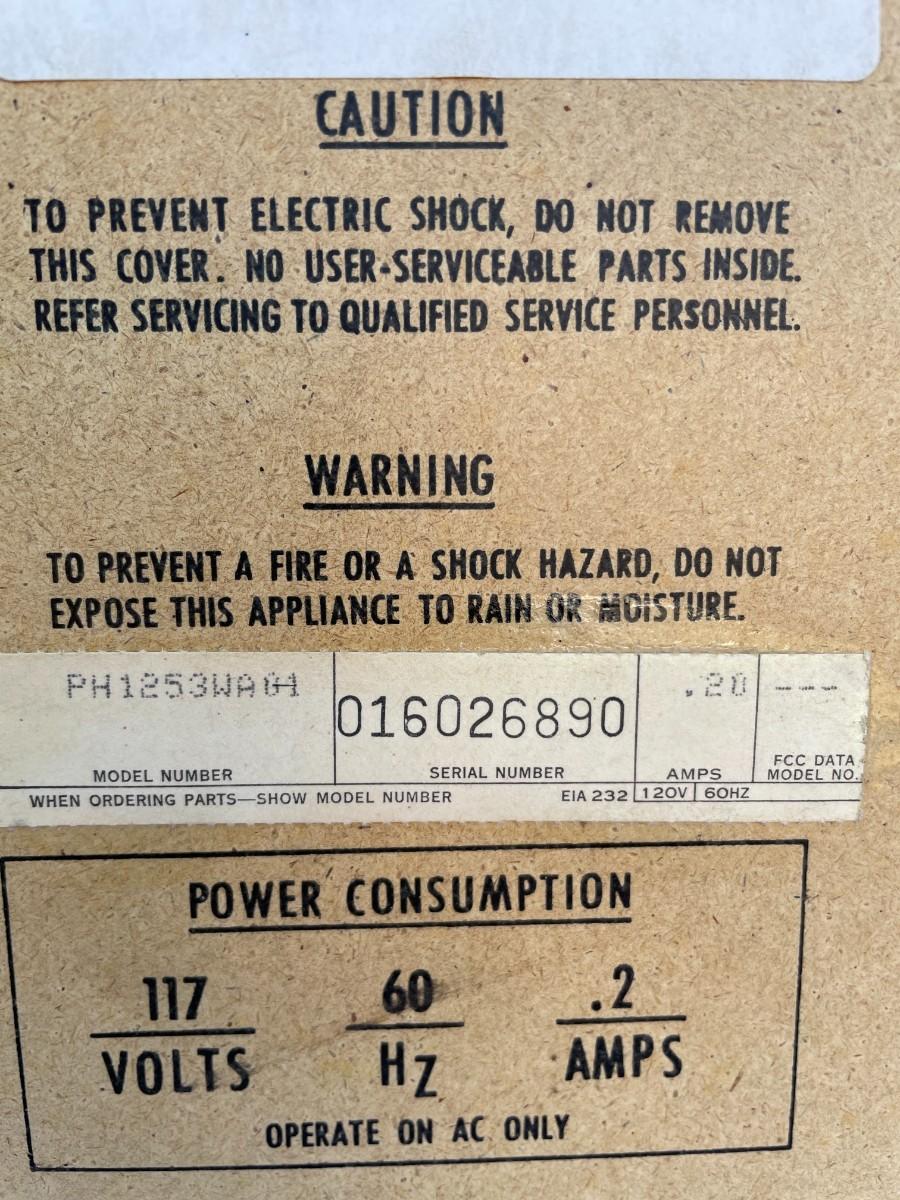 CAUTION
TO PREVENT ELECTRIC SHOCK, DO NOT REMOVE
THIS COVER. NO USER-SERVICEABLE PARTS INSIDE.
REFER SERVICING TO QUALIFIED SERVICE PERSONNEL.
WARNING
TO PREVENT A FIRE OR A SHOCK HAZARD, DO NOT
EXPOSE THIS APPLIANCE TO RAIN OR MOISTURE.
PH1253WA01 016026890 .20 ---
MODEL NUMBER SERIAL NUMBER AMPS FCC DATA MODEL NO.
WHEN ORDERING PARTS—SHOW MODEL NUMBER EIA 232 120V 60HZ
POWER CONSUMPTION
117 60 .2
VOLTS HZ AMPS
OPERATE ON AC ONLY